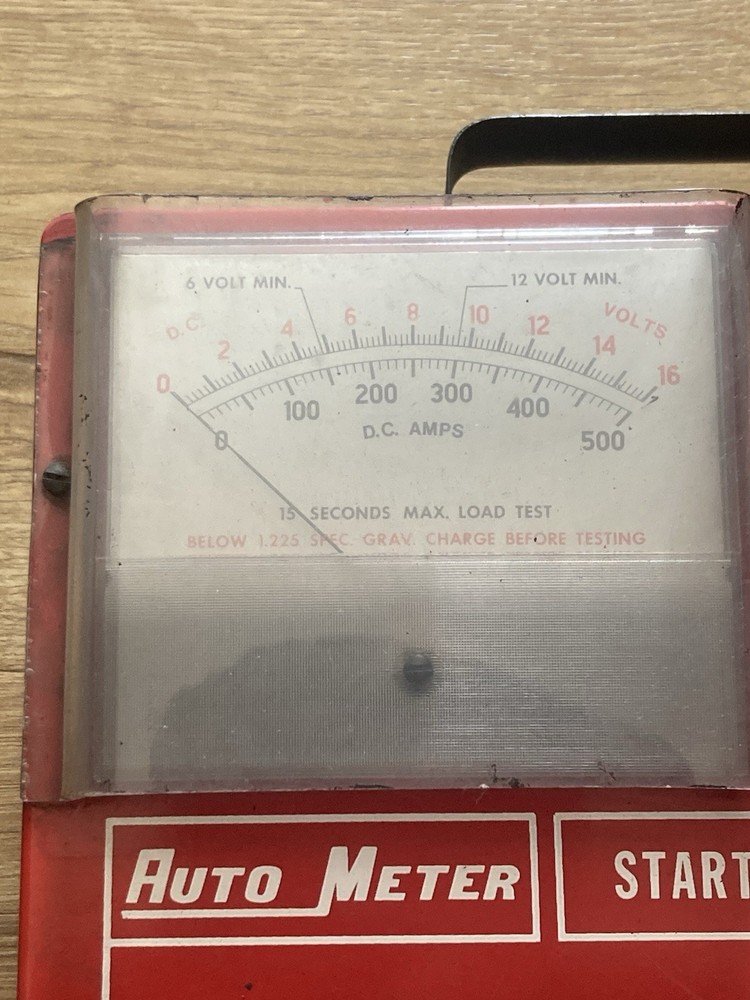 6 VOLT MIN. 12 VOLT MIN.
D.C. VOLTS
0 2 4 6 8 10 12 14 16
0 100 200 300 400 500
D.C. AMPS
15 SECONDS MAX. LOAD TEST
BELOW 1.225 SPEC. GRAV. CHARGE BEFORE TESTING
AUTO METER
START